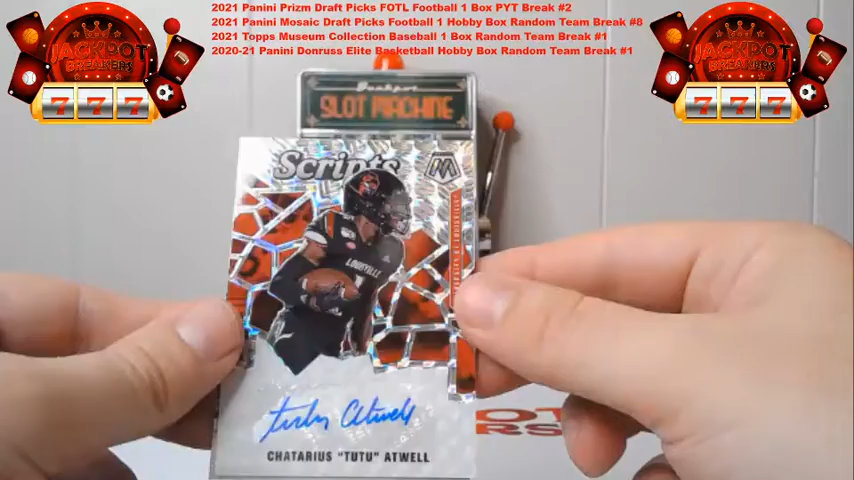 2021 Panini Prizm Draft Picks FOTL Football 1 Box PYT Break #2
2021 Panini Mosaic Draft Picks Football 1 Hobby Box Random Team Break #8
2021 Topps Museum Collection Baseball 1 Box Random Team Break #1
2020-21 Panini Donruss Elite Basketball Hobby Box Random Team Break #1
JACKPOT
BREAKERS
777
JACKPOT
BREAKERS
777
Jackpot
SLOT MACHINE
Scripts
M
LOUISVILLE
Tutu Atwell
CHATARIUS "TUTU" ATWELL